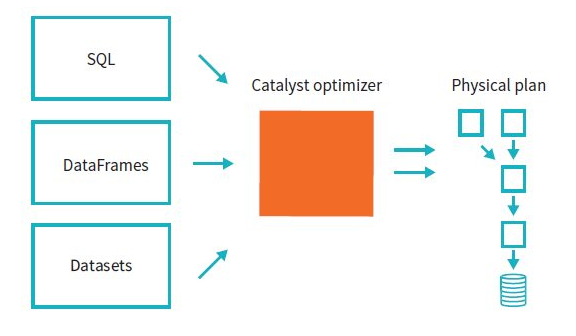 SQL
Catalyst optimizer
Physical plan
DataFrames
Datasets